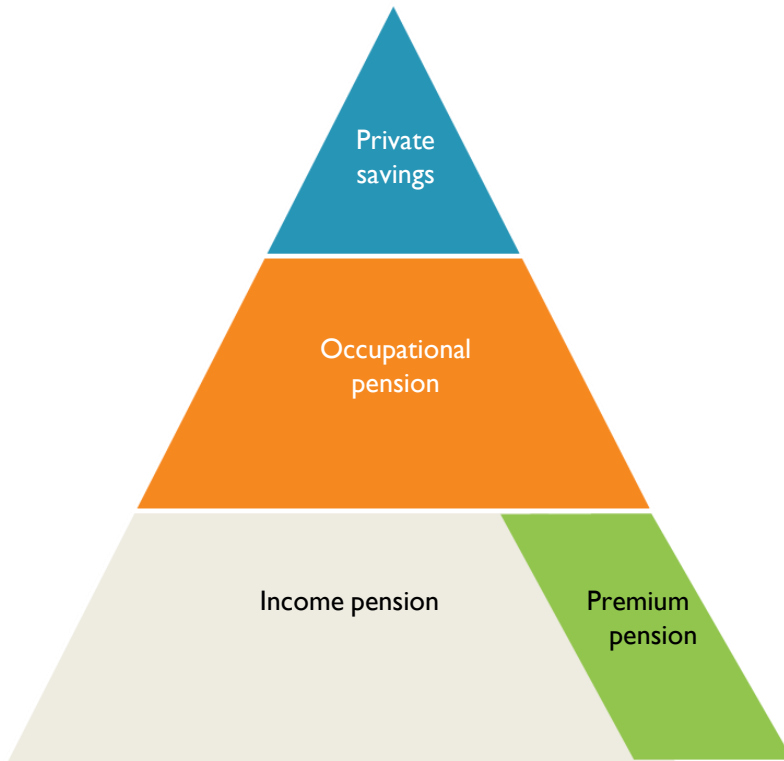 Private
savings
Occupational
pension
Income pension
Premium
pension